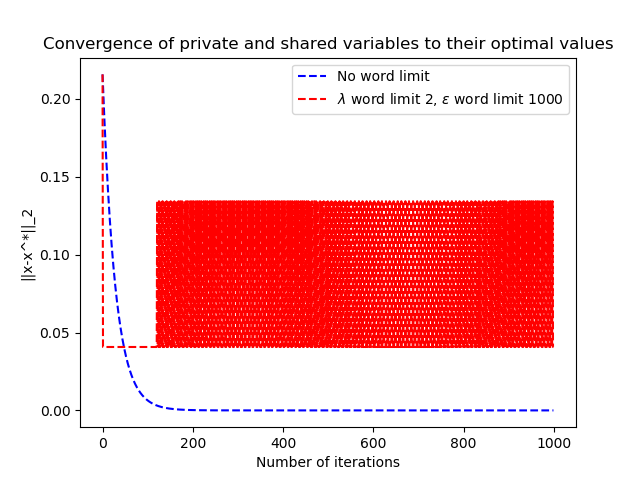 Convergence of private and shared variables to their optimal values
No word limit
λ word limit 2, ε word limit 1000
||x-x^*||_2
0.20
0.15
0.10
0.05
0.00
0 200 400 600 800 1000
Number of iterations